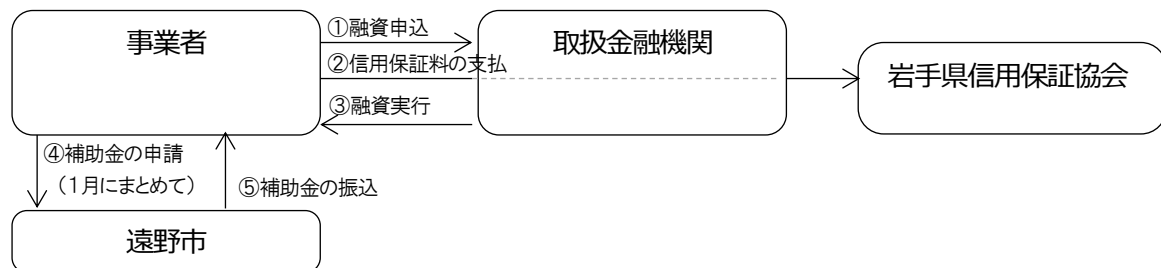 事業者
①融資申込
取扱金融機関
②信用保証料の支払
岩手県信用保証協会
③融資実行
④補助金の申請
（1月にまとめて）
⑤補助金の振込
遠野市